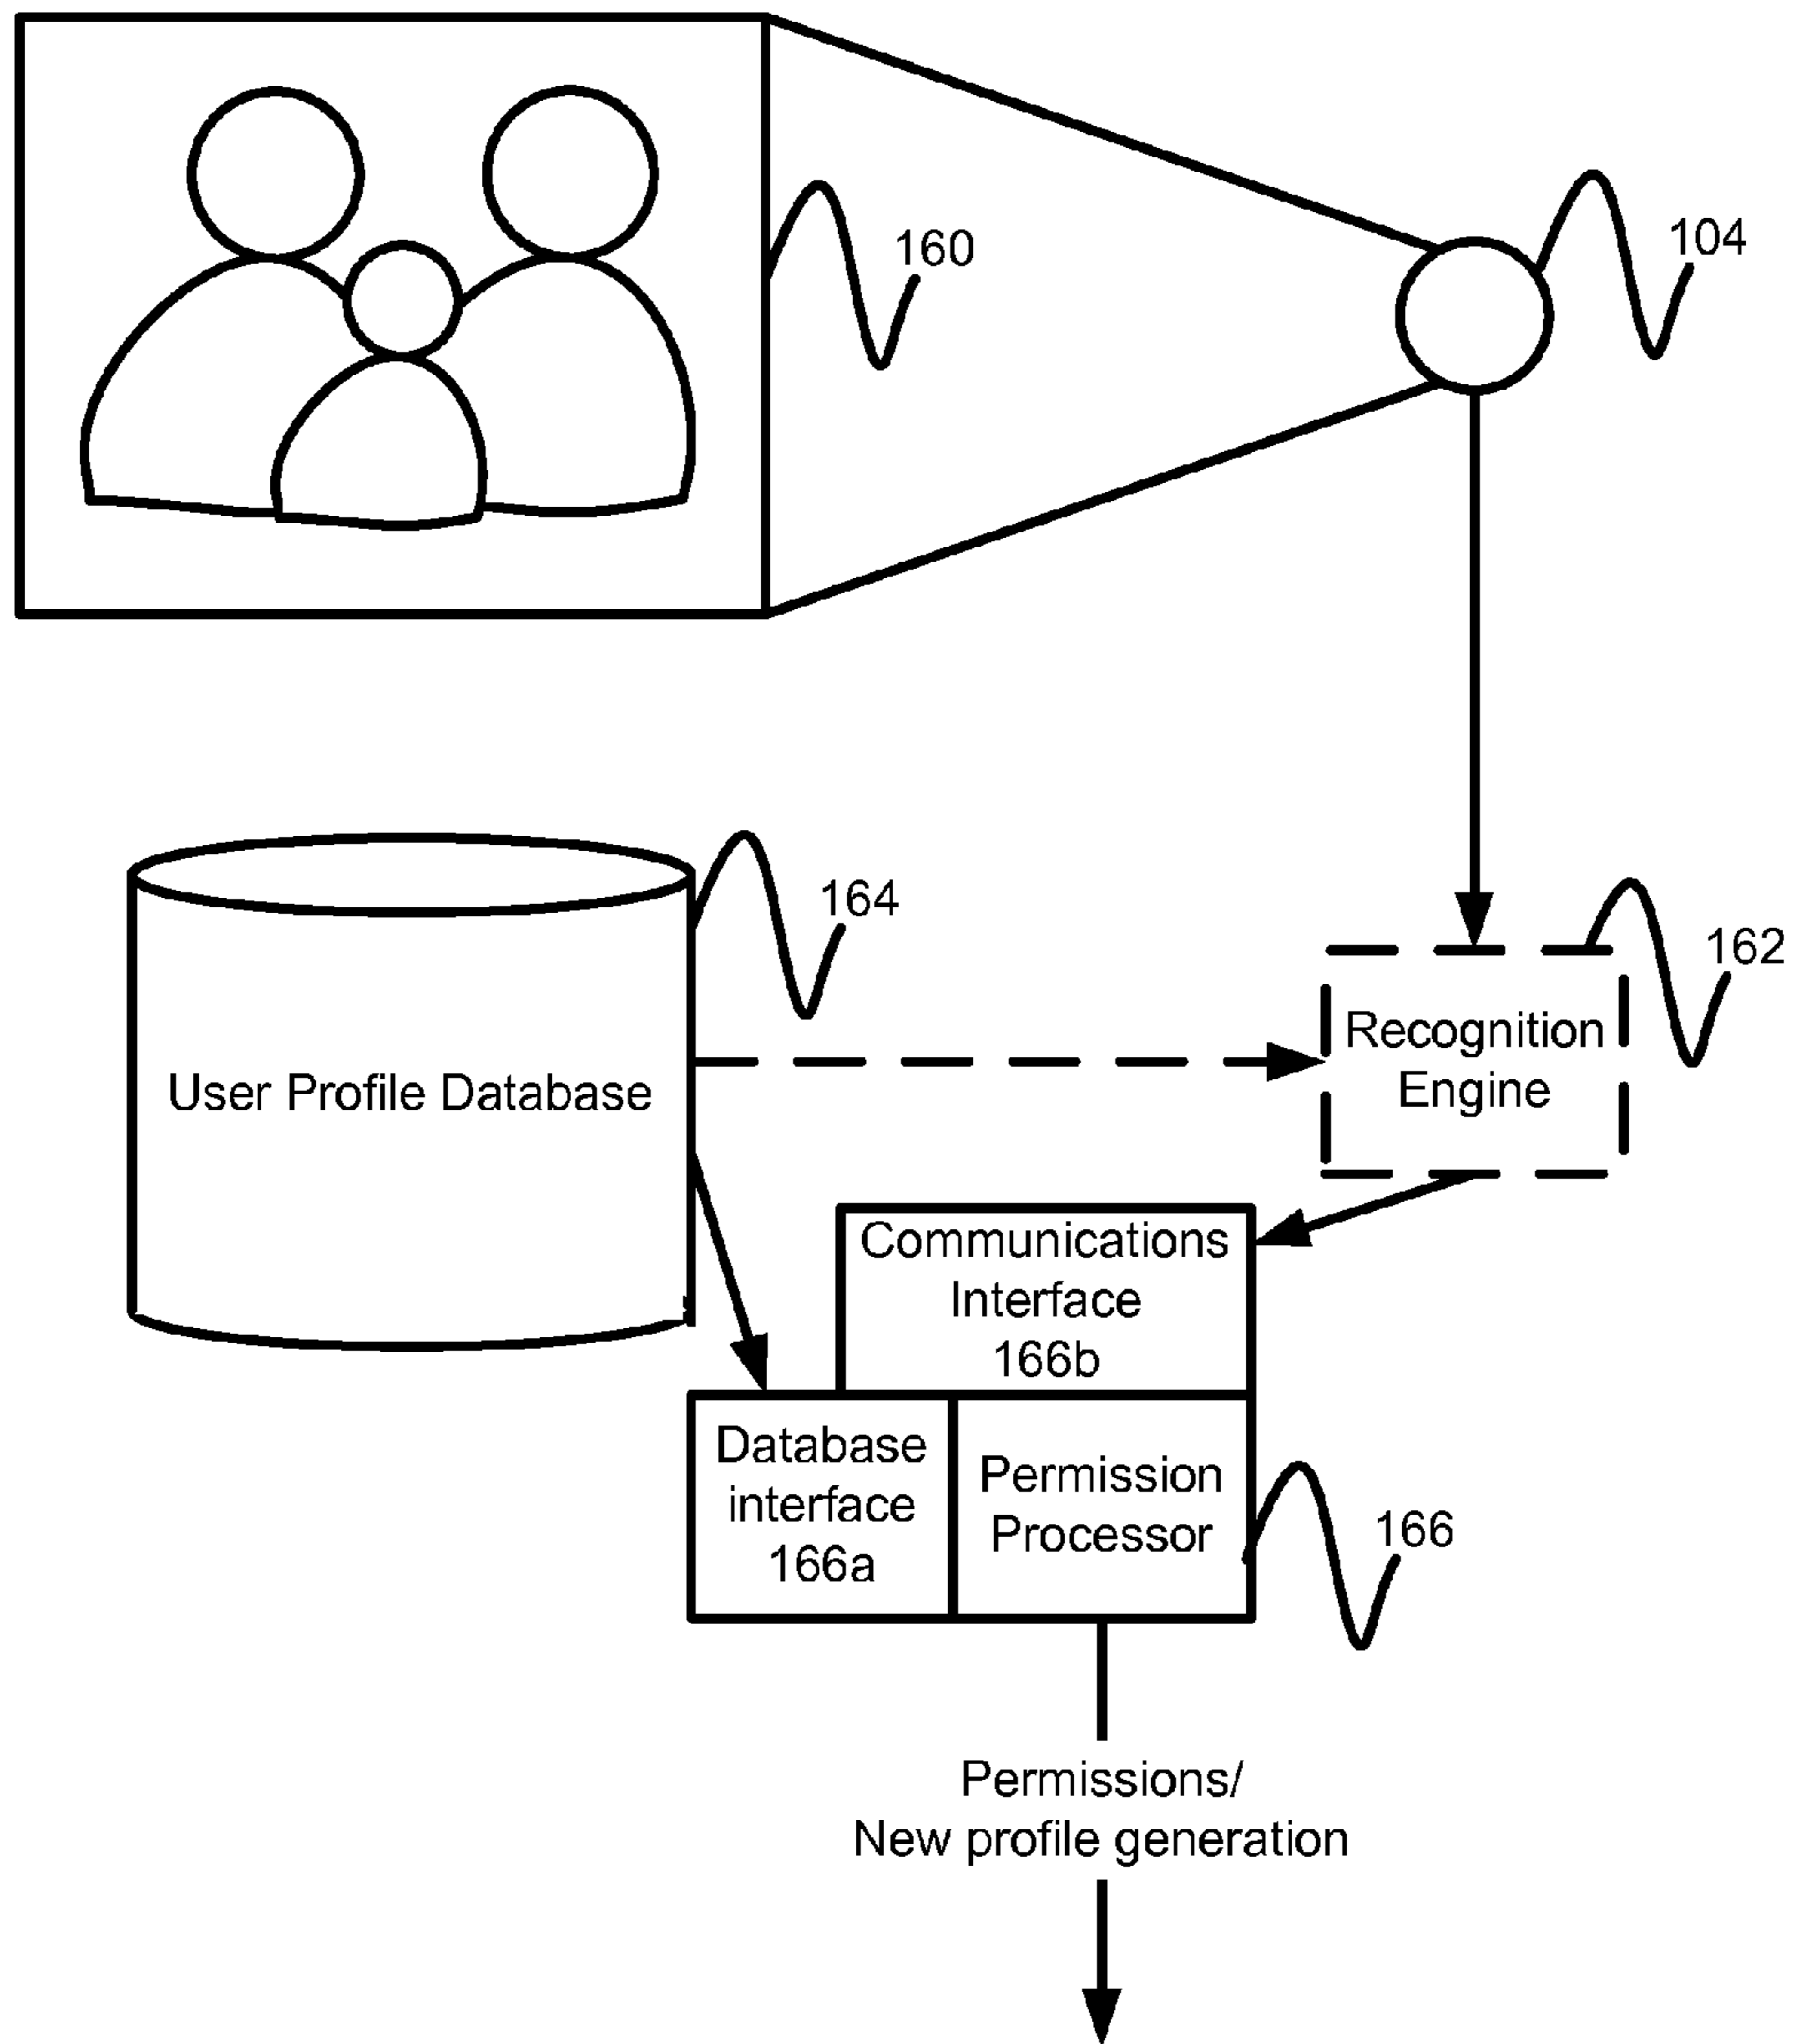 160
104
164
162
Recognition
Engine
User Profile Database
Communications
Interface
166b
Database
interface
166a
Permission
Processor
166
Permissions/
New profile generation